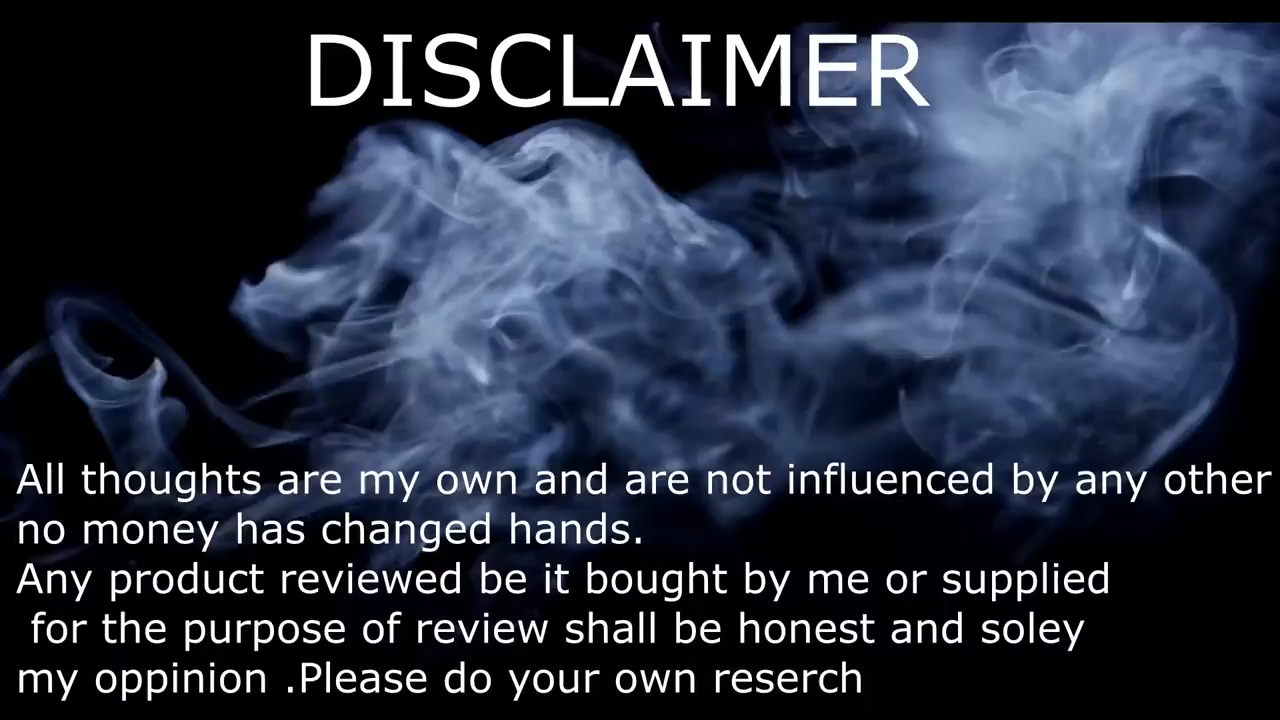 DISCLAIMER
All thoughts are my own and are not influenced by any other
no money has changed hands.
Any product reviewed be it bought by me or supplied
for the purpose of review shall be honest and soley
my oppinion .Please do your own reserch